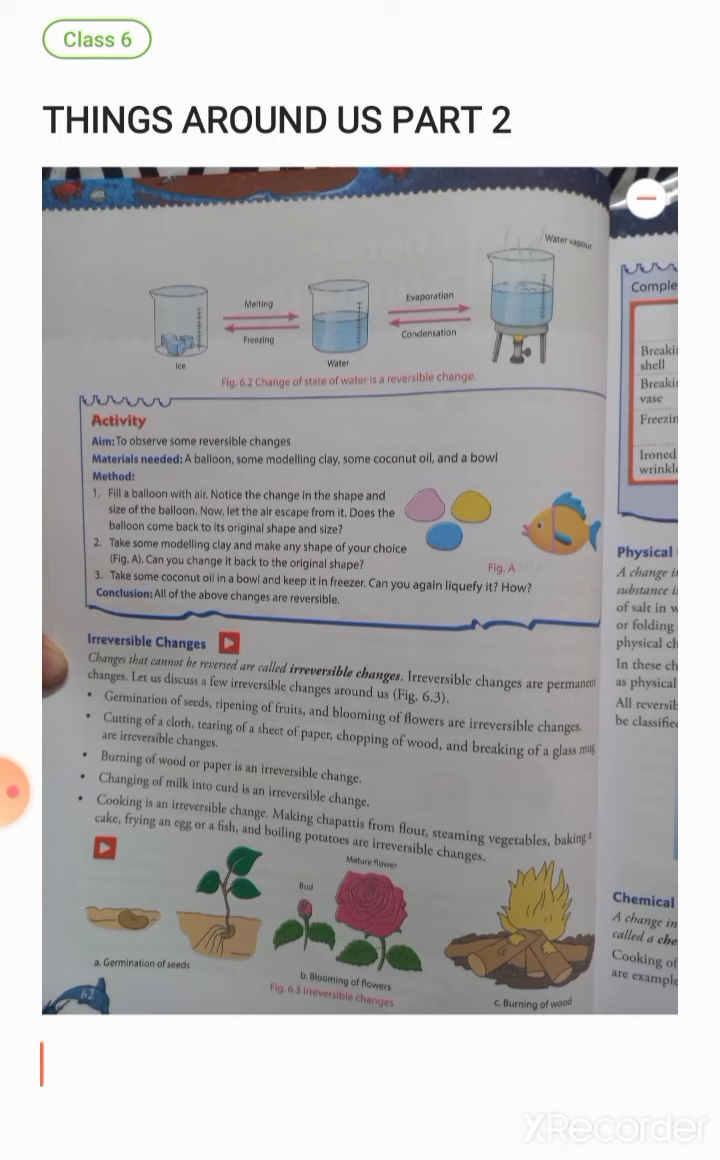 Class 6
THINGS AROUND US PART 2
Water vapour
Melting
Evaporation
Freezing
Condensation
Ice
Water
Fig. 6.2 Change of state of water is a reversible change.
Activity
Aim: To observe some reversible changes
Materials needed: A balloon, some modelling clay, some coconut oil, and a bowl
Method:
1. Fill a balloon with air. Notice the change in the shape and
size of the balloon. Now, let the air escape from it. Does the
balloon come back to its original shape and size?
2. Take some modelling clay and make any shape of your choice
(Fig. A). Can you change it back to the original shape?
Fig. A
3. Take some coconut oil in a bowl and keep it in freezer. Can you again liquefy it? How?
Conclusion: All of the above changes are reversible.
Irreversible Changes
Changes that cannot be reversed are called irreversible changes. Irreversible changes are permanent
changes. Let us discuss a few irreversible changes around us (Fig. 6.3).
• Germination of seeds, ripening of fruits, and blooming of flowers are irreversible changes.
• Cutting of a cloth, tearing of a sheet of paper, chopping of wood, and breaking of a glass mug
are irreversible changes.
• Burning of wood or paper is an irreversible change.
• Changing of milk into curd is an irreversible change.
• Cooking is an irreversible change. Making chapattis from flour, steaming vegetables, baking a
cake, frying an egg or a fish, and boiling potatoes are irreversible changes.
Mature flower
Bud
a. Germination of seeds
b. Blooming of flowers
c. Burning of wood
Fig. 6.3 Irreversible changes
62
Comple
Breaki
shell
Breaki
vase
Freezin
Ironed
wrinkl
Physical
A change i
substance i
of salt in w
or folding
physical ch
In these ch
as physical
All reversib
be classifie
Chemical
A change in
called a che
Cooking of
are example
XRecorder